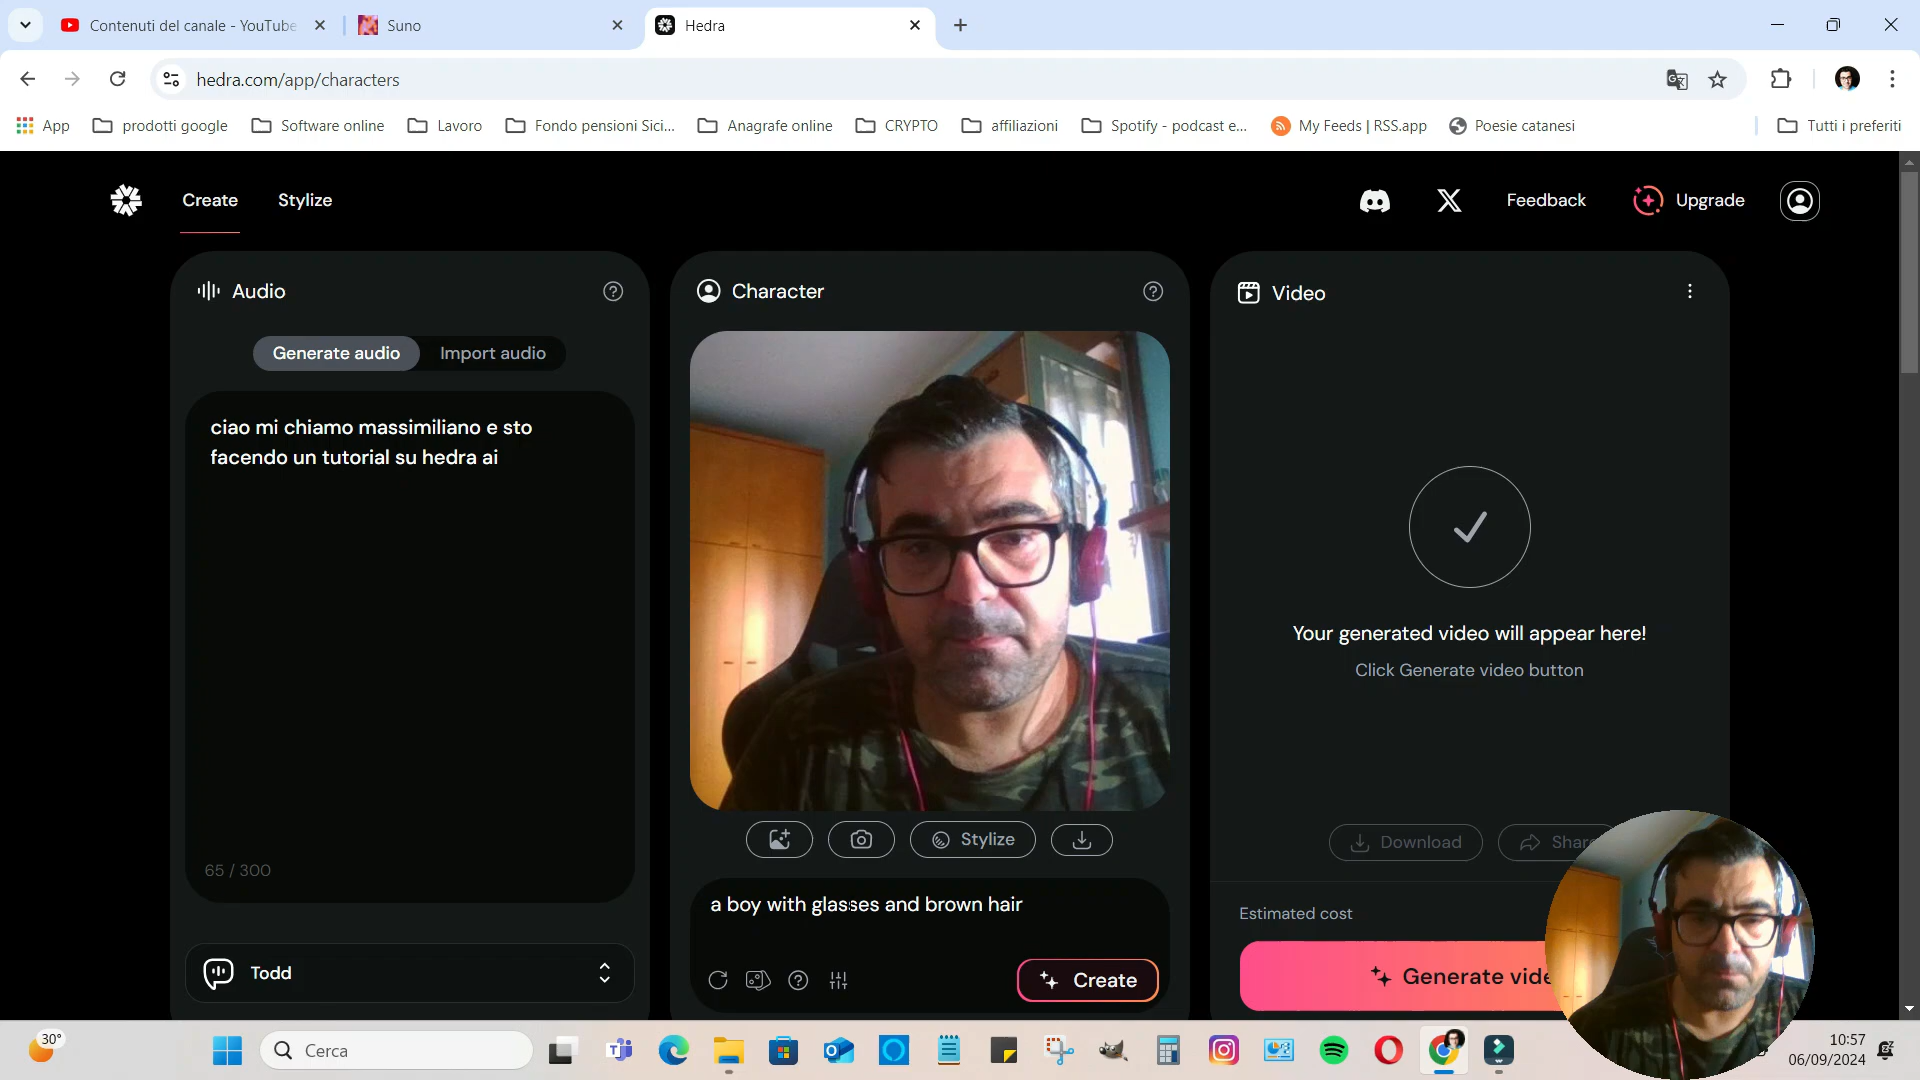 Contenuti del canale - YouTube
Suno
Hedra
hedra.com/app/characters
App
prodotti google
Software online
Lavoro
Fondo pensioni Sici...
Anagrafe online
CRYPTO
affiliazioni
Spotify - podcast e...
My Feeds | RSS.app
Poesie catanesi
Tutti i preferiti
Create
Stylize
Feedback
Upgrade
Audio
Generate audio
Import audio
ciao mi chiamo massimiliano e sto
facendo un tutorial su hedra ai
65 / 300
Todd
Character
Stylize
a boy with glasses and brown hair
Create
Video
Your generated video will appear here!
Click Generate video button
Download
Share
Estimated cost
Generate vide
30°
Cerca
10:57
06/09/2024